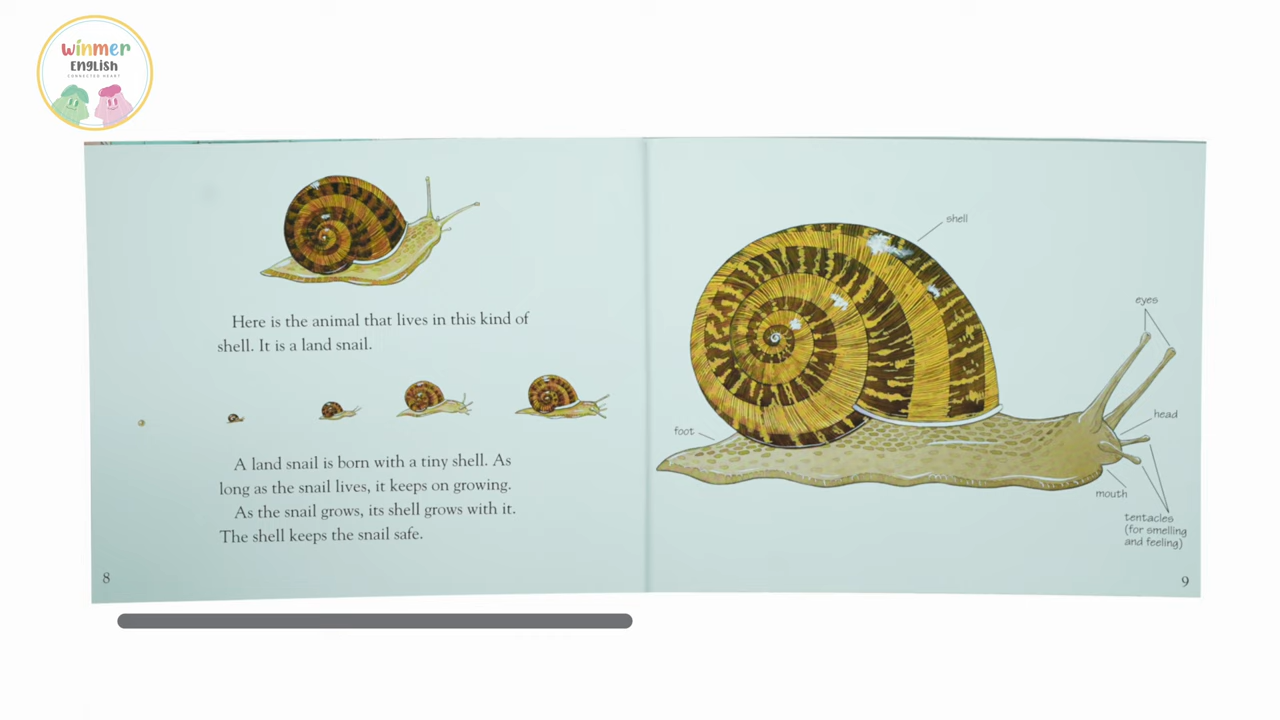 winmer
English
CONNECTED HEART
Here is the animal that lives in this kind of
shell. It is a land snail.
A land snail is born with a tiny shell. As
long as the snail lives, it keeps on growing.
As the snail grows, its shell grows with it.
The shell keeps the snail safe.
8
shell
eyes
head
foot
mouth
tentacles
(for smelling
and feeling)
9